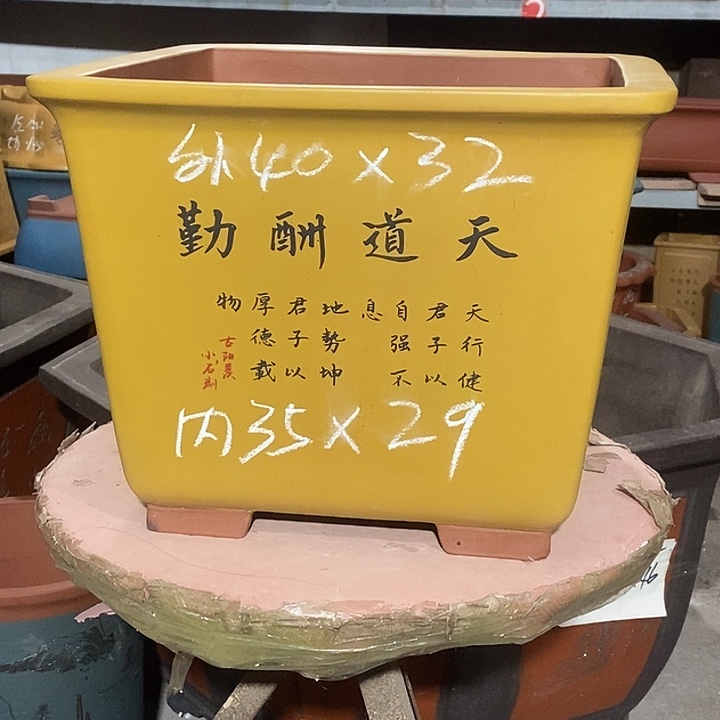 外40×32
天道酬勤
天行健
君子以
自强不
息
地势坤
君子以
厚德载
物
内35×29